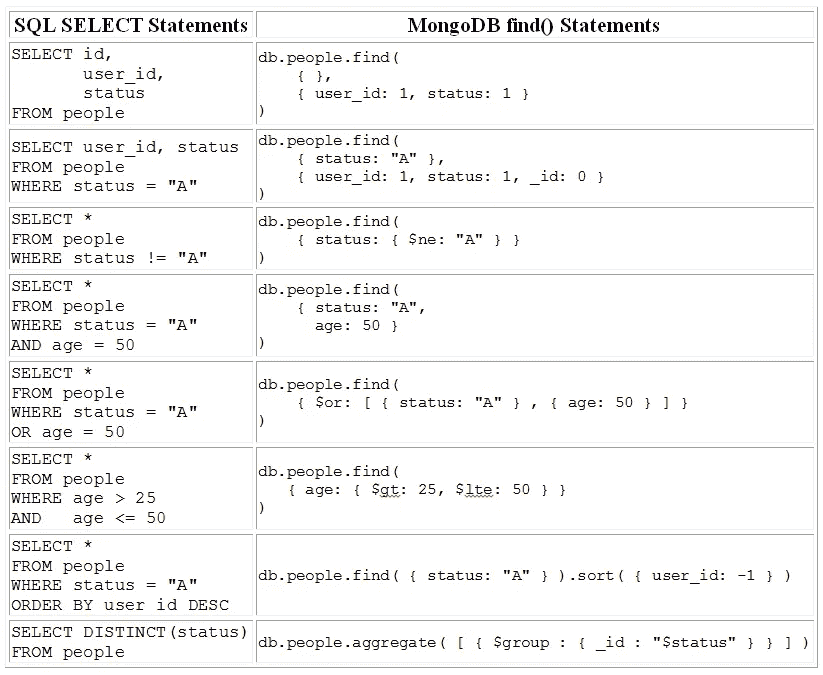 SQL SELECT Statements
MongoDB find() Statements
SELECT id,
user_id,
status
FROM people
db.people.find(
{ },
{ user_id: 1, status: 1 }
)
SELECT user_id, status
FROM people
WHERE status = "A"
db.people.find(
{ status: "A" },
{ user_id: 1, status: 1, _id: 0 }
)
SELECT *
FROM people
WHERE status != "A"
db.people.find(
{ status: { $ne: "A" } }
)
SELECT *
FROM people
WHERE status = "A"
AND age = 50
db.people.find(
{ status: "A",
age: 50 }
)
SELECT *
FROM people
WHERE status = "A"
OR age = 50
db.people.find(
{ $or: [ { status: "A" } , { age: 50 } ] }
)
SELECT *
FROM people
WHERE age > 25
AND   age <= 50
db.people.find(
{ age: { $gt: 25, $lte: 50 } }
)
SELECT *
FROM people
WHERE status = "A"
ORDER BY user id DESC
db.people.find( { status: "A" } ).sort( { user_id: -1 } )
SELECT DISTINCT(status)
FROM people
db.people.aggregate( [ { $group : { _id : "$status" } } ] )